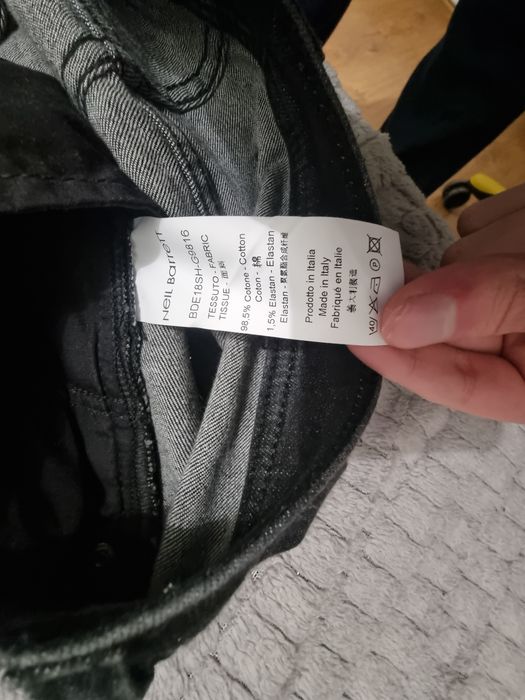 NEIL BARRETT
BDE18SH-G9816
TESSUTO - FABRIC
TISSUE - 面料
98,5% Cotone - Cotton
Coton - 棉
1,5% Elastan - Elastan
Elastan - 聚氨酯合成纤维
Prodotto in Italia
Made in Italy
Fabriqué en Italie
意大利製造
40 P